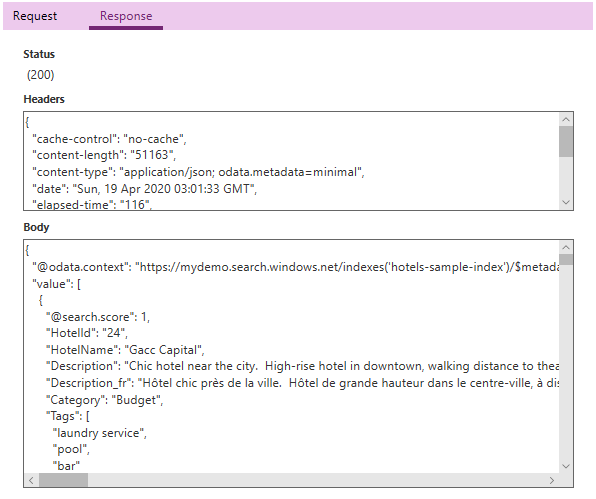 Request Response
Status
(200)
Headers
{
"cache-control": "no-cache",
"content-length": "51163",
"content-type": "application/json; odata.metadata=minimal",
"date": "Sun, 19 Apr 2020 03:01:33 GMT",
"elapsed-time": "116",
Body
{
"@odata.context": "https://mydemo.search.windows.net/indexes('hotels-sample-index')/$metada
"value": [
{
"@search.score": 1,
"HotelId": "24",
"HotelName": "Gacc Capital",
"Description": "Chic hotel near the city.  High-rise hotel in downtown, walking distance to thea
"Description_fr": "Hôtel chic près de la ville.  Hôtel de grande hauteur dans le centre-ville, à dis
"Category": "Budget",
"Tags": [
"laundry service",
"pool",
"bar"